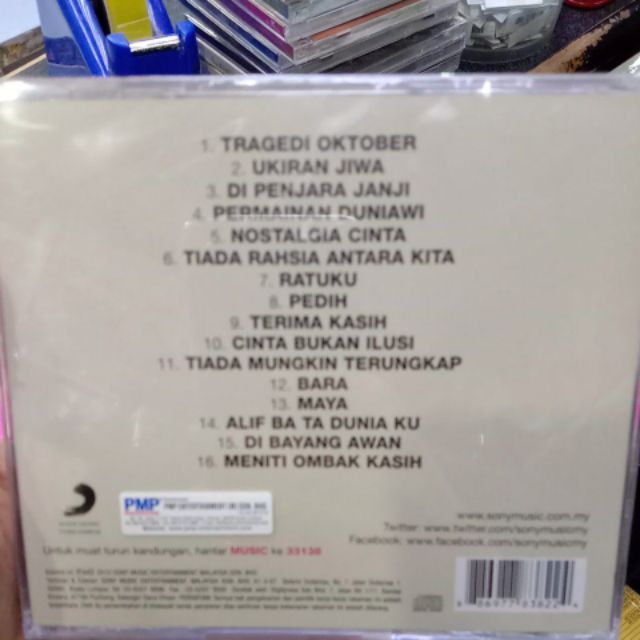 1. TRAGEDI OKTOBER
2. UKIRAN JIWA
3. DI PENJARA JANJI
4. PERMAINAN DUNIAWI
5. NOSTALGIA CINTA
6. TIADA RAHSIA ANTARA KITA
7. RATUKU
8. PEDIH
9. TERIMA KASIH
10. CINTA BUKAN ILUSI
11. TIADA MUNGKIN TERUNGKAP
12. BARA
13. MAYA
14. ALIF BA TA DUNIA KU
15. DI BAYANG AWAN
16. MENITI OMBAK KASIH
PMP
PMP ENTERTAINMENT (M) SDN. BHD.
www.sonymusic.com.my
Twitter: www.twitter.com/sonymusicmy
Facebook: www.facebook.com/sonymusicmy
Untuk muat turun kandungan, hantar MUSIC ke 33138